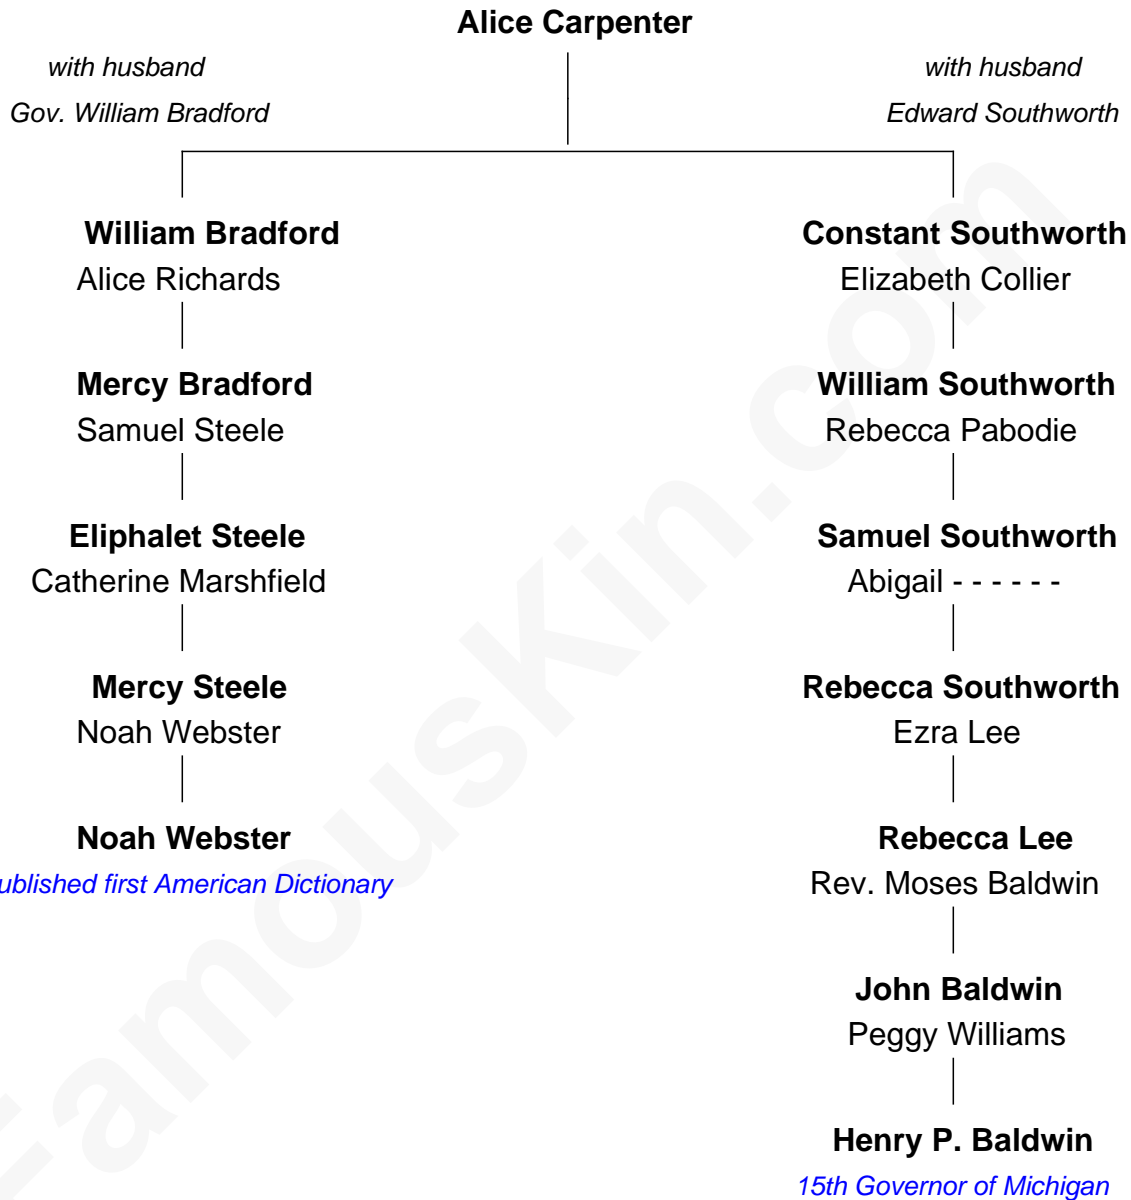 Alice Carpenter
with husband
Gov. William Bradford
with husband
Edward Southworth
William Bradford
Alice Richards
Mercy Bradford
Samuel Steele
Eliphalet Steele
Catherine Marshfield
Mercy Steele
Noah Webster
Noah Webster
ublished first American Dictionary
Constant Southworth
Elizabeth Collier
William Southworth
Rebecca Pabodie
Samuel Southworth
Abigail - - - - - -
Rebecca Southworth
Ezra Lee
Rebecca Lee
Rev. Moses Baldwin
John Baldwin
Peggy Williams
Henry P. Baldwin
15th Governor of Michigan
FamousKin.com